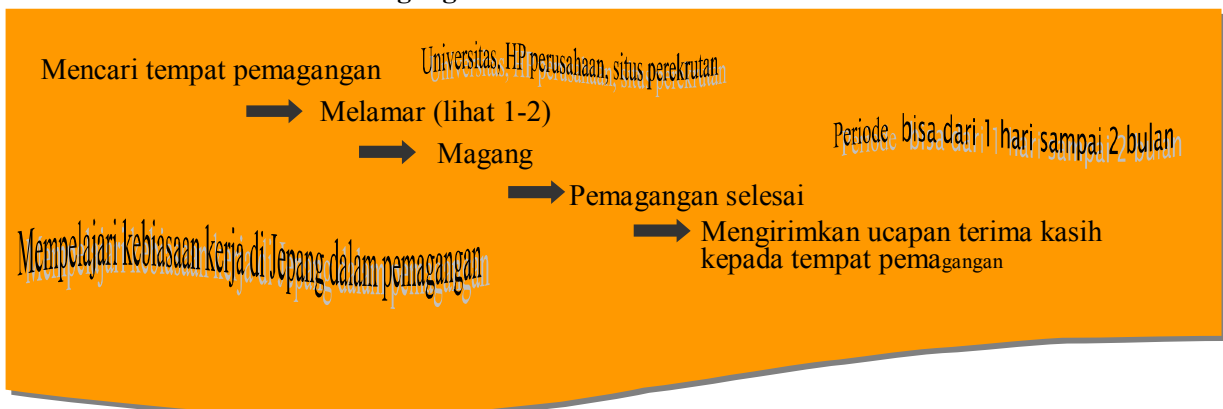 Mencari tempat pemagangan
Universitas, HP perusahaan, situs perekrutan
Melamar (lihat 1-2)
Magang
Periode bisa dari 1 hari sampai 2 bulan
Pemagangan selesai
Mengirimkan ucapan terima kasih
kepada tempat pemagangan
Mempelajari kebiasaan kerja di Jepang dalam pemagangan